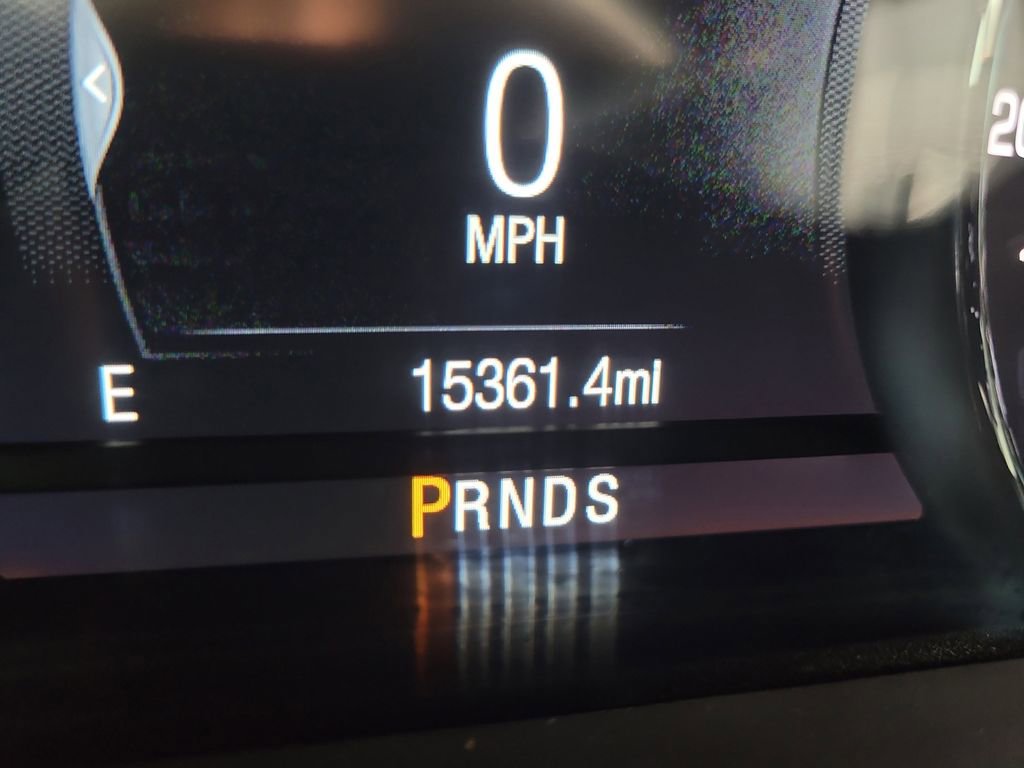 <
0
MPH
E 15361.4mi
PRNDS